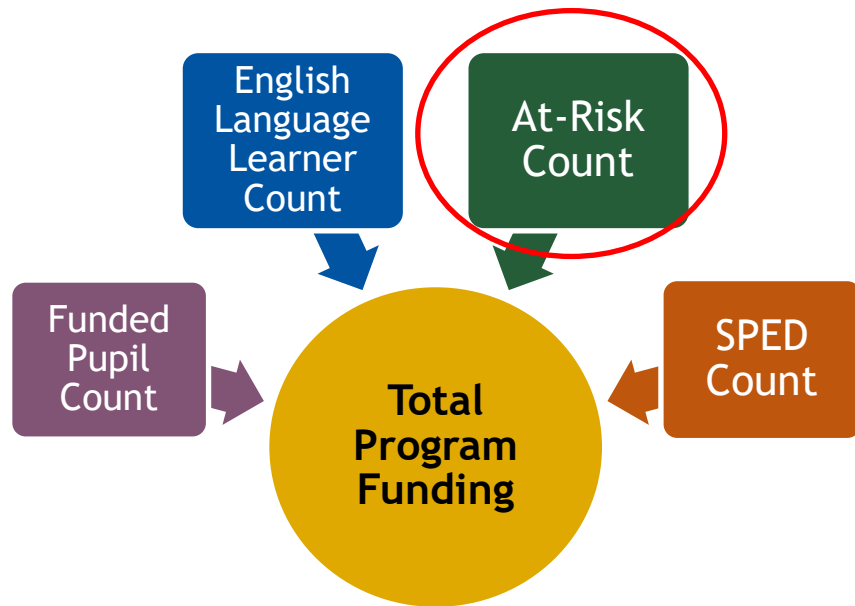 English
Language
Learner
Count
At-Risk
Count
Funded
Pupil
Count
SPED
Count
Total
Program
Funding